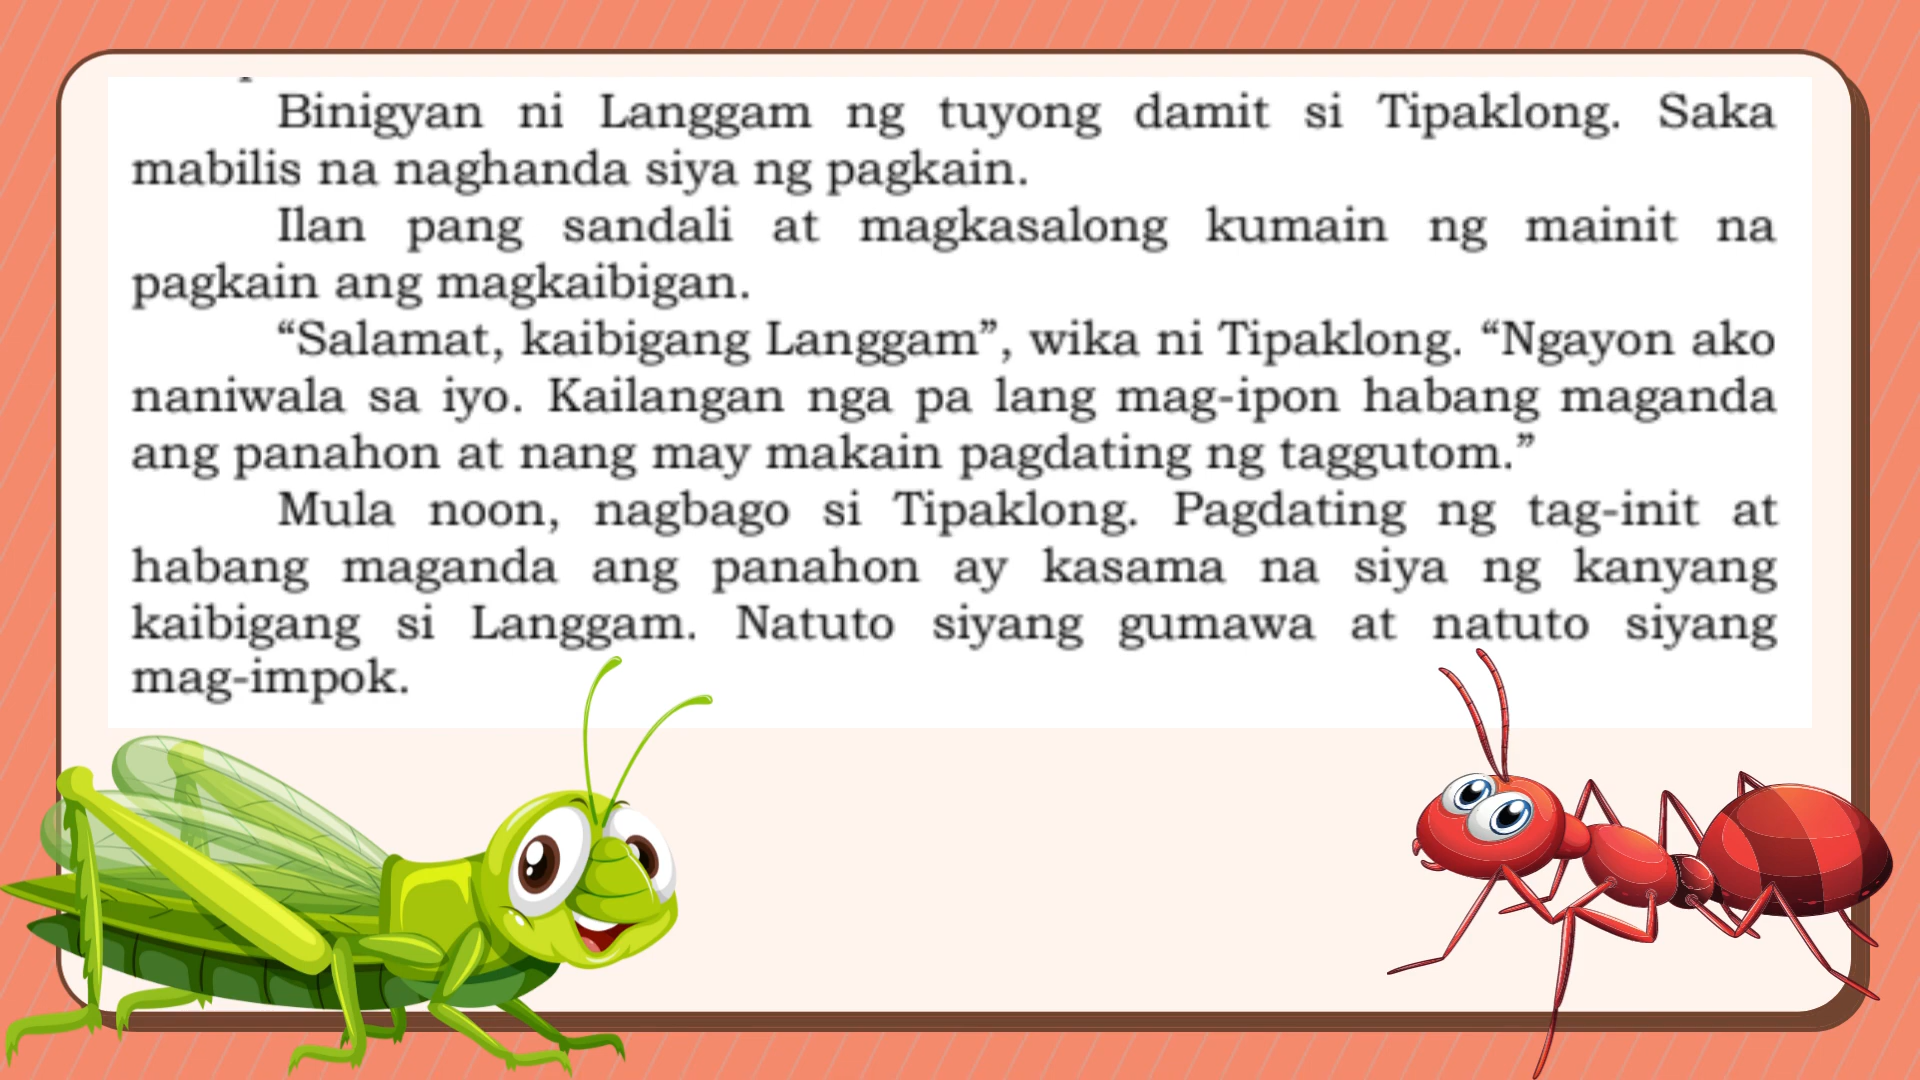 Binigyan ni Langgam ng tuyong damit si Tipaklong. Saka
mabilis na naghanda siya ng pagkain.
Ilan pang sandali at magkasalong kumain ng mainit na
pagkain ang magkaibigan.
“Salamat, kaibigang Langgam”, wika ni Tipaklong. “Ngayon ako
naniwala sa iyo. Kailangan nga pa lang mag-ipon habang maganda
ang panahon at nang may makain pagdating ng taggutom.”
Mula noon, nagbago si Tipaklong. Pagdating ng tag-init at
habang maganda ang panahon ay kasama na siya ng kanyang
kaibigang si Langgam. Natuto siyang gumawa at natuto siyang
mag-impok.